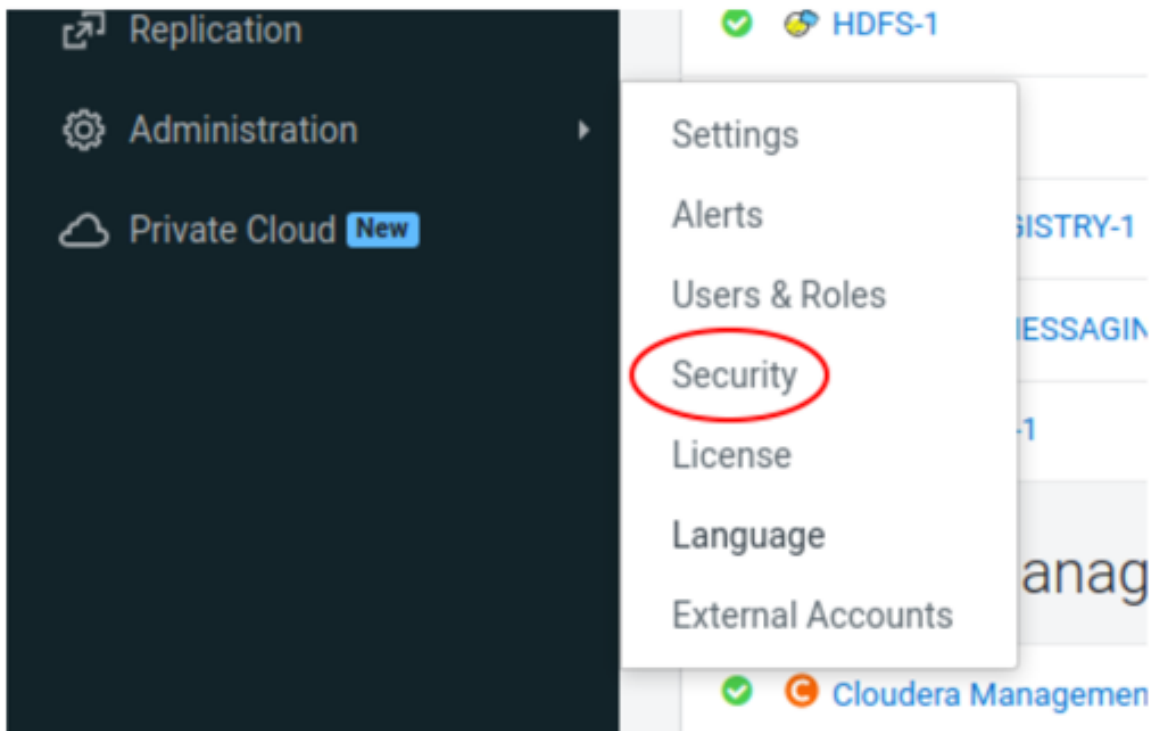 Replication
Administration
Private Cloud New
Settings
Alerts
Users & Roles
Security
License
Language
External Accounts
HDFS-1
GISTRY-1
-1
anag
Cloudera Managemen